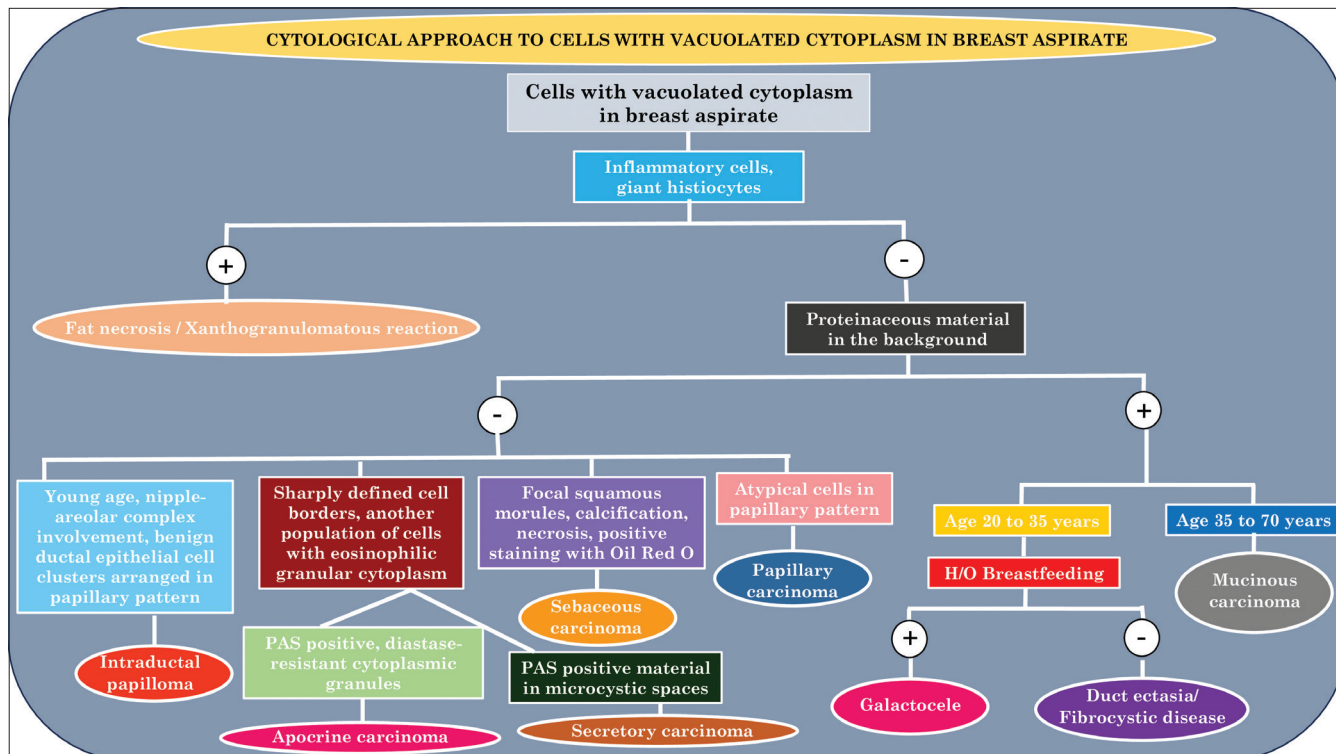 CYTOLOGICAL APPROACH TO CELLS WITH VACUOLATED CYTOPLASM IN BREAST ASPIRATE
Cells with vacuolated cytoplasm
in breast aspirate
Inflammatory cells,
giant histiocytes
+
-
Fat necrosis / Xanthogranulomatous reaction
Proteinaceous material
in the background
-
+
Young age, nipple-
areolar complex
involvement, benign
ductal epithelial cell
clusters arranged in
papillary pattern
Sharply defined cell
borders, another
population of cells
with eosinophilic
granular cytoplasm
Focal squamous
morules, calcification,
necrosis, positive
staining with Oil Red O
Atypical cells in
papillary pattern
Age 20 to 35 years
Age 35 to 70 years
Papillary
carcinoma
H/O Breastfeeding
Mucinous
carcinoma
Sebaceous
carcinoma
+
-
Intraductal
papilloma
PAS positive, diastase-
resistant cytoplasmic
granules
PAS positive material
in microcystic spaces
Galactocele
Duct ectasia/
Fibrocystic disease
Apocrine carcinoma
Secretory carcinoma